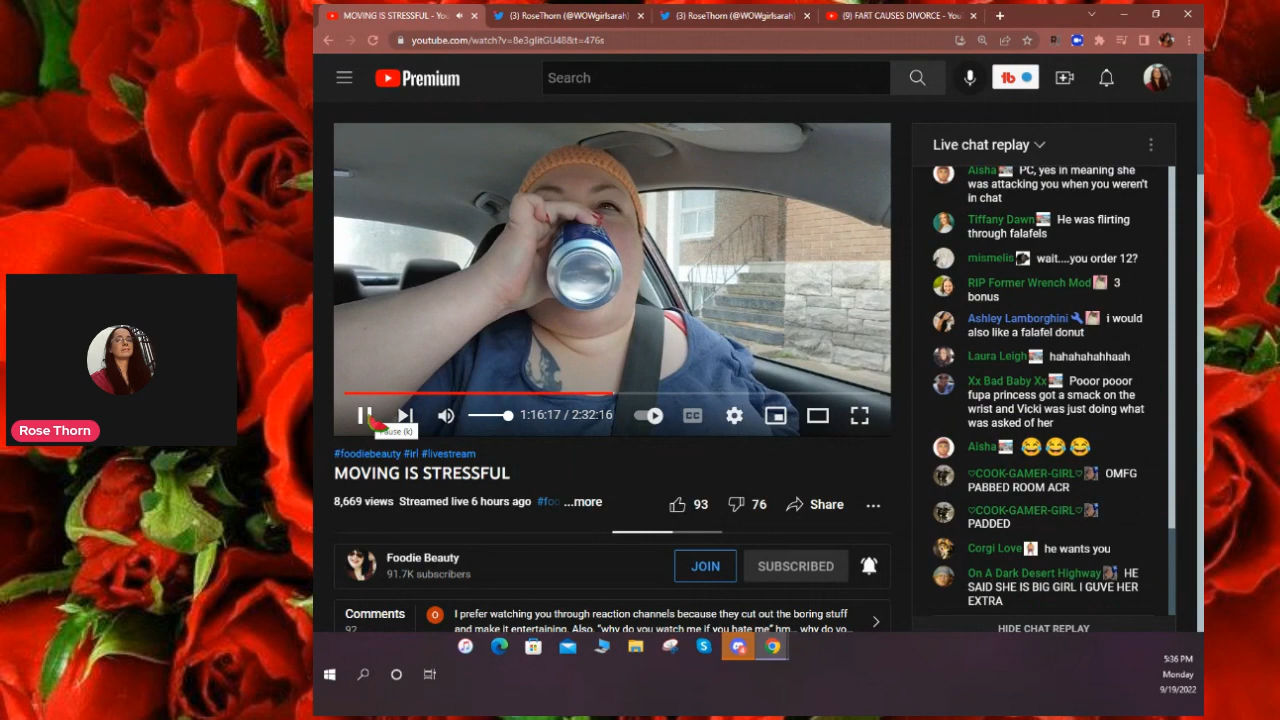 MOVING IS STRESSFUL - You
(3) RoseThorn (@WOWgirlsarah)
(3) RoseThorn (@WOWgirlsarah)
(9) FART CAUSES DIVORCE - You
youtube.com/watch?v=8e3glitGU48&t=476s
Premium
Search
Live chat replay
Aisha PC, yes in meaning she
was attacking you when you weren't
in chat
Tiffany Dawn He was flirting
through falafels
mismelis wait....you order 12?
RIP Former Wrench Mod 3
bonus
Ashley Lamborghini i would
also like a falafel donut
Laura Leigh hahahahahhaah
Xx Bad Baby Xx Pooor pooor
fupa princess got a smack on the
wrist and Vicki was just doing what
was asked of her
Aisha 😂😂😂
♡COOK-GAMER-GIRL♡ OMFG
PABBED ROOM ACR
♡COOK-GAMER-GIRL♡
PADDED
Corgi Love he wants you
On A Dark Desert Highway HE
SAID SHE IS BIG GIRL I GUVE HER
EXTRA
HIDE CHAT REPLAY
1:16:17 / 2:32:16
CC
Pause (k)
#foodiebeauty #irl #livestream
MOVING IS STRESSFUL
8,669 views Streamed live 6 hours ago #foo ...more
93
76
Share
Foodie Beauty
91.7K subscribers
JOIN
SUBSCRIBED
Comments
92
I prefer watching you through reaction channels because they cut out the boring stuff
and make it entertaining. Also, "why do you watch me if you hate me" hm... why do yo...
Rose Thorn
5:36 PM
Monday
9/19/2022